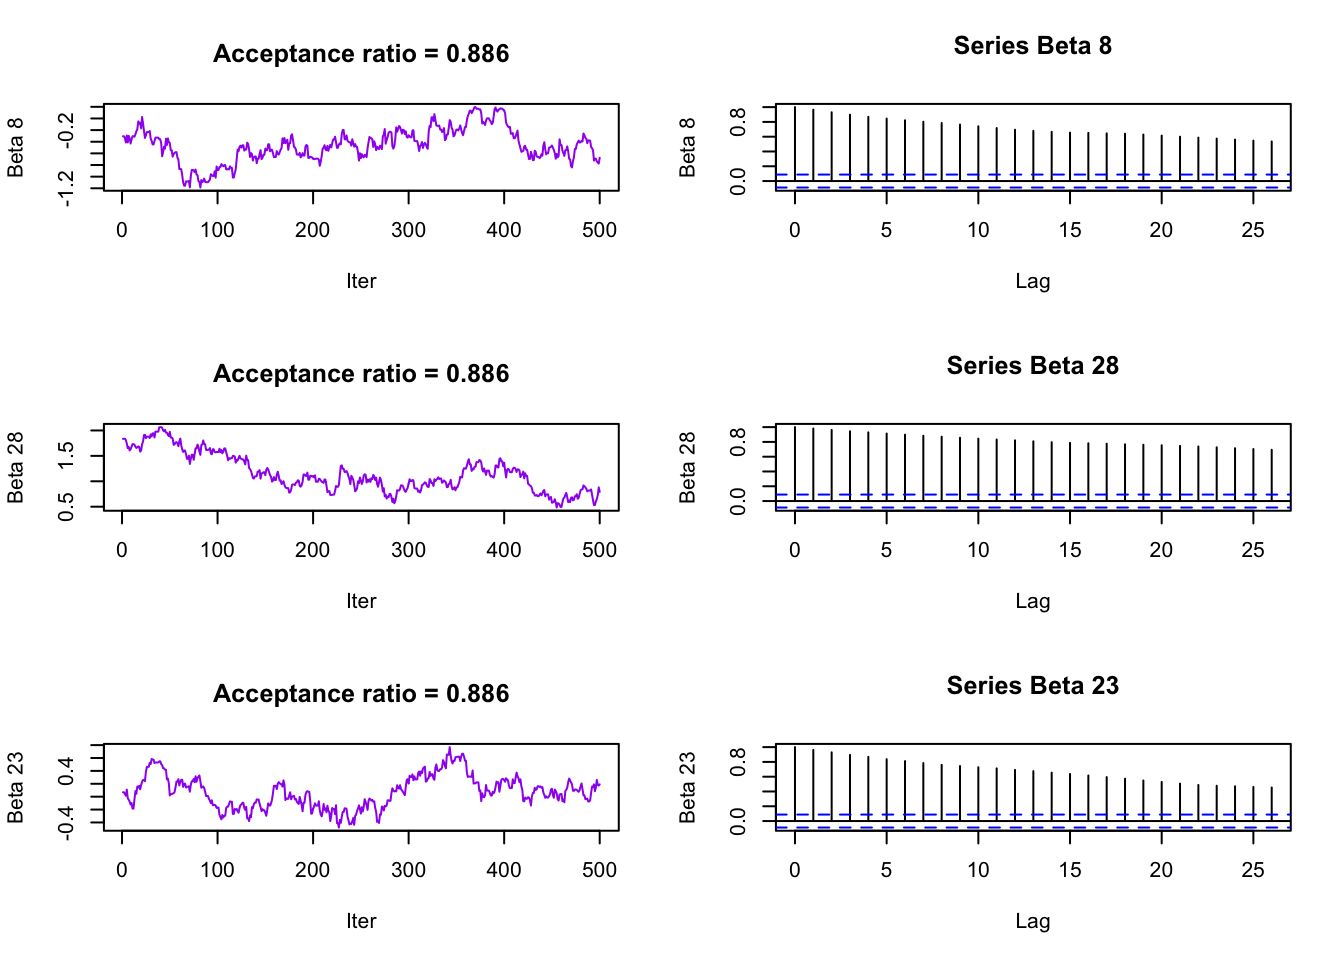 Acceptance ratio = 0.886
Beta 8
-0.2
-1.2
0 100 200 300 400 500
Iter
Series Beta 8
Beta 8
0.8
0.0
0 5 10 15 20 25
Lag
Acceptance ratio = 0.886
Beta 28
1.5
0.5
0 100 200 300 400 500
Iter
Series Beta 28
Beta 28
0.8
0.0
0 5 10 15 20 25
Lag
Acceptance ratio = 0.886
Beta 23
0.4
-0.4
0 100 200 300 400 500
Iter
Series Beta 23
Beta 23
0.8
0.0
0 5 10 15 20 25
Lag